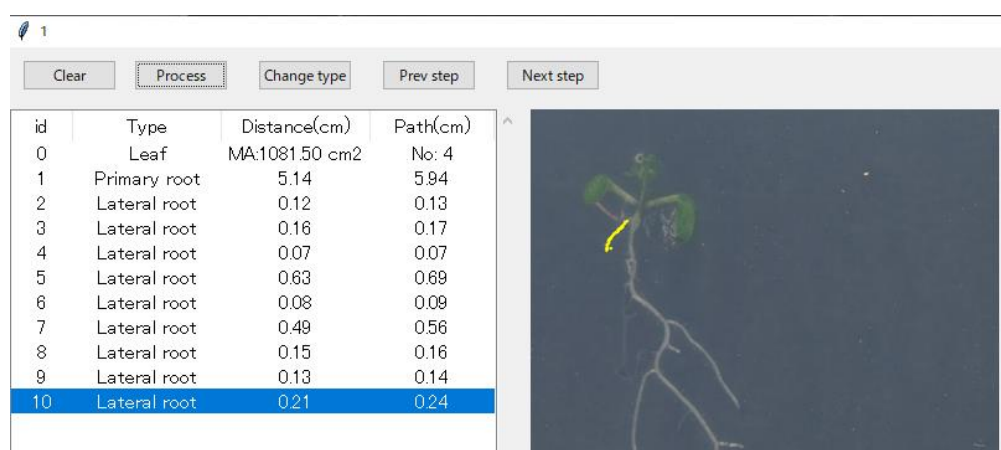 1
Clear Process Change type Prev step Next step
id Type Distance(cm) Path(cm)
0 Leaf MA:1081.50 cm2 No: 4
1 Primary root 5.14 5.94
2 Lateral root 0.12 0.13
3 Lateral root 0.16 0.17
4 Lateral root 0.07 0.07
5 Lateral root 0.63 0.69
6 Lateral root 0.08 0.09
7 Lateral root 0.49 0.56
8 Lateral root 0.15 0.16
9 Lateral root 0.13 0.14
10 Lateral root 0.21 0.24